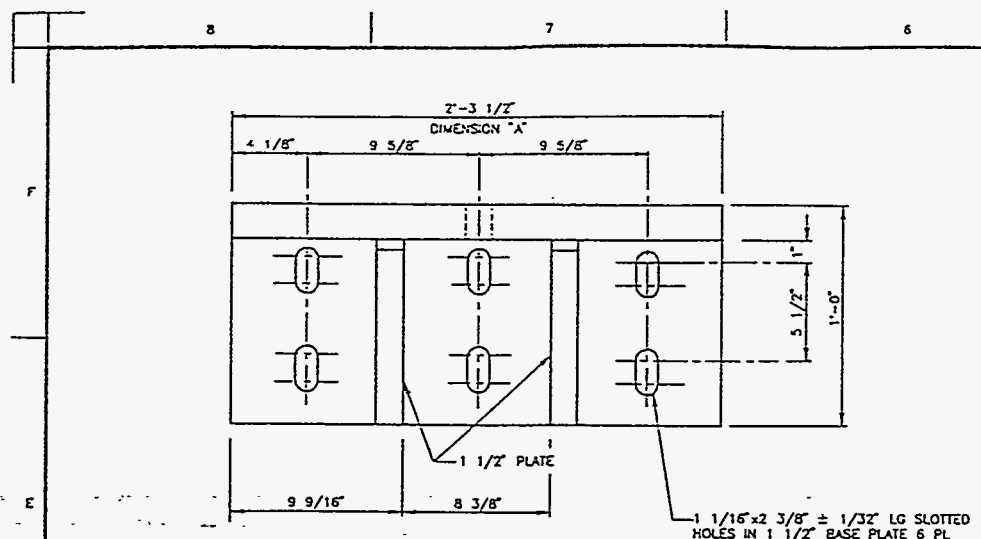 8 7 6
2'-3 1/2"
DIMENSION "A"
4 1/8" 9 5/8" 9 5/8"
F
1"
5 1/2"
1'-0"
1 1/2" PLATE
9 9/16" 8 3/8"
E
1 1/16"x2 3/8" ± 1/32" LG SLOTTED
HOLES IN 1 1/2" BASE PLATE 6 PL